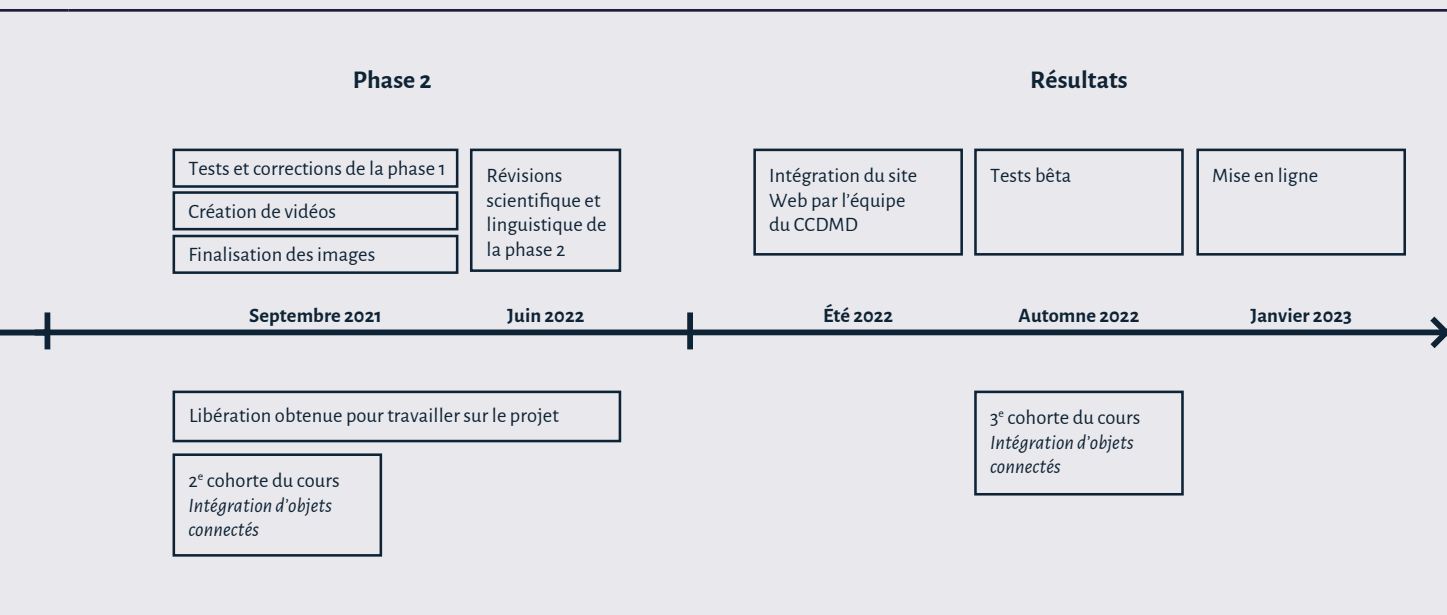 Phase 2
Résultats
Tests et corrections de la phase 1
Création de vidéos
Finalisation des images
Révisions
scientifique et
linguistique de
la phase 2
Intégration du site
Web par l’équipe
du CCDMD
Tests bêta
Mise en ligne
Septembre 2021
Juin 2022
Été 2022
Automne 2022
Janvier 2023
Libération obtenue pour travailler sur le projet
2e cohorte du cours
Intégration d’objets
connectés
3e cohorte du cours
Intégration d’objets
connectés